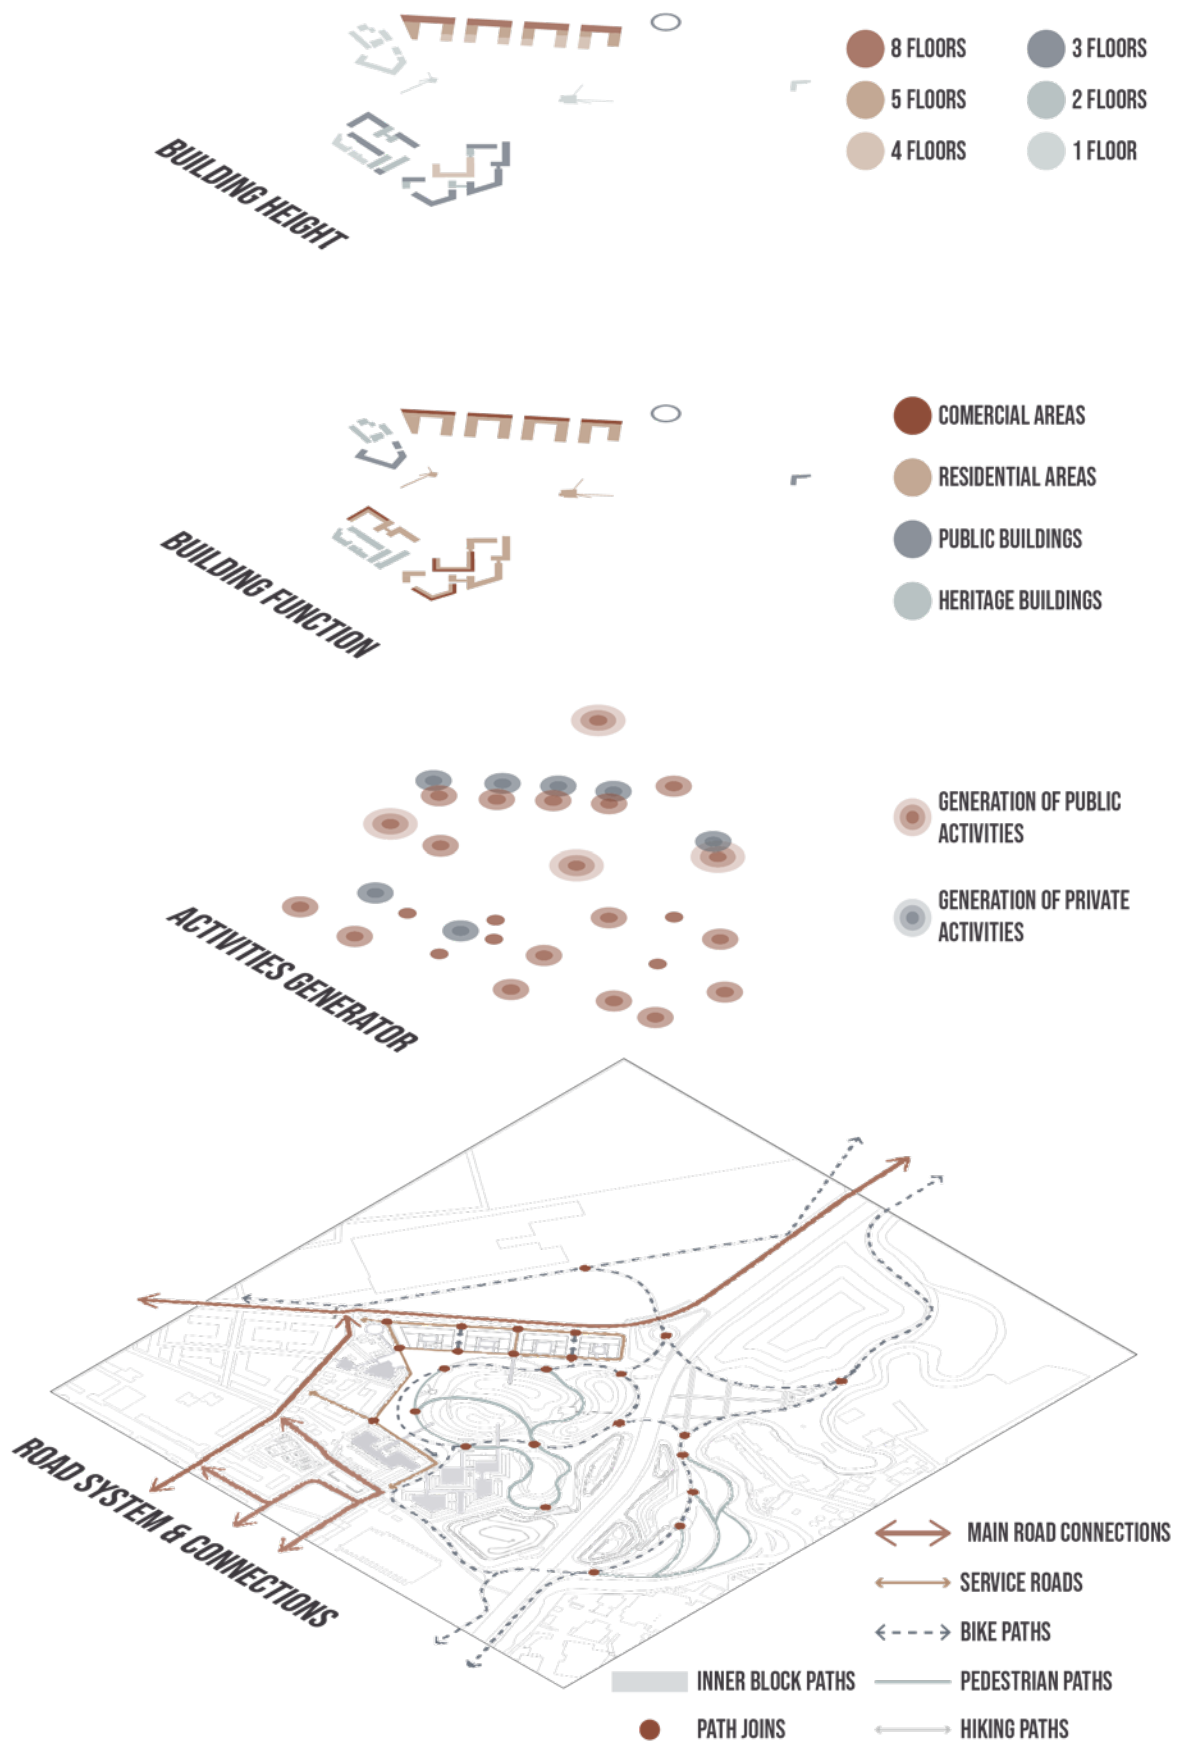 8 FLOORS
3 FLOORS
5 FLOORS
2 FLOORS
4 FLOORS
1 FLOOR
BUILDING HEIGHT
COMERCIAL AREAS
RESIDENTIAL AREAS
PUBLIC BUILDINGS
HERITAGE BUILDINGS
BUILDING FUNCTION
GENERATION OF PUBLIC
ACTIVITIES
GENERATION OF PRIVATE
ACTIVITIES
ACTIVITIES GENERATOR
ROAD SYSTEM & CONNECTIONS
MAIN ROAD CONNECTIONS
SERVICE ROADS
BIKE PATHS
INNER BLOCK PATHS
PEDESTRIAN PATHS
PATH JOINS
HIKING PATHS